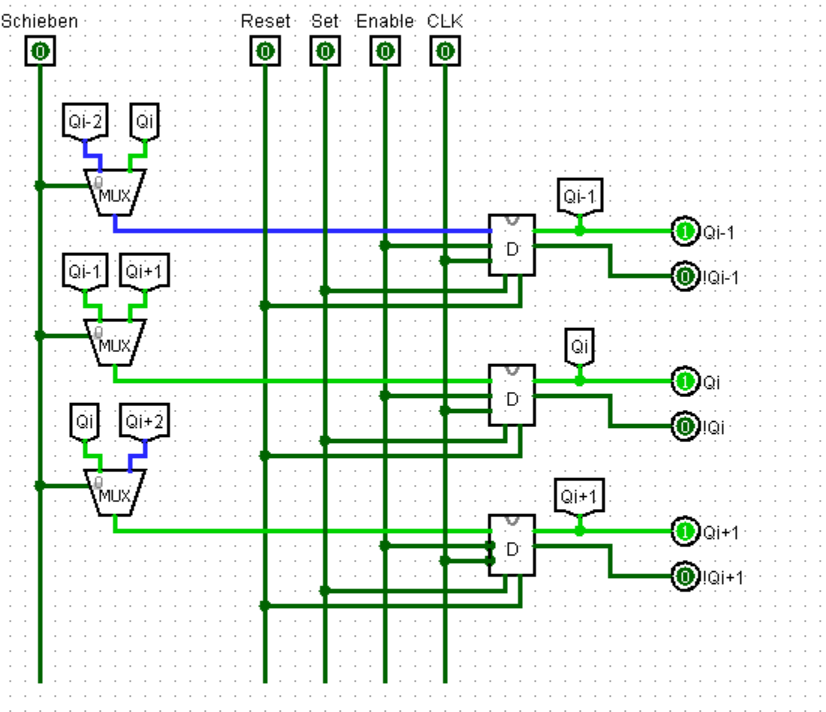 Schieben Reset Set Enable CLK
0 0 0 0 0
Qi-2 Qi
0
MUX
Qi-1
1 Qi-1
D
0 !Qi-1
Qi-1 Qi+1
0
MUX
Qi
1 Qi
D
0 !Qi
Qi Qi+2
0
MUX
Qi+1
1 Qi+1
D
0 !Qi+1